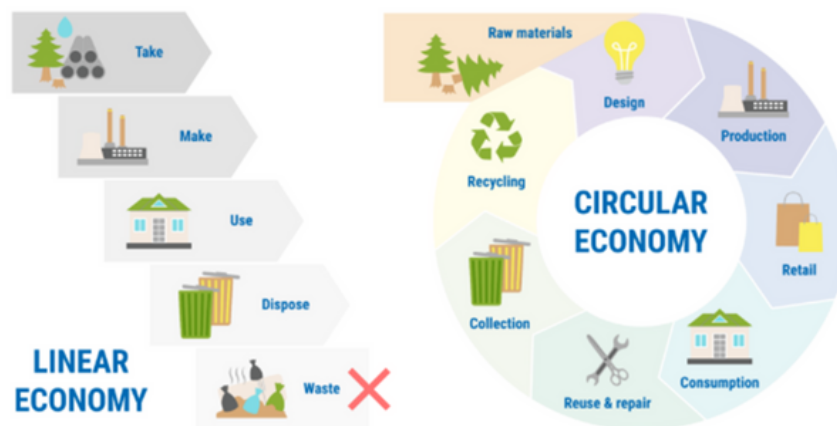 Take
Make
Use
Dispose
Waste
LINEAR
ECONOMY
Raw materials
Design
Production
Retail
Consumption
Reuse & repair
Collection
Recycling
CIRCULAR
ECONOMY